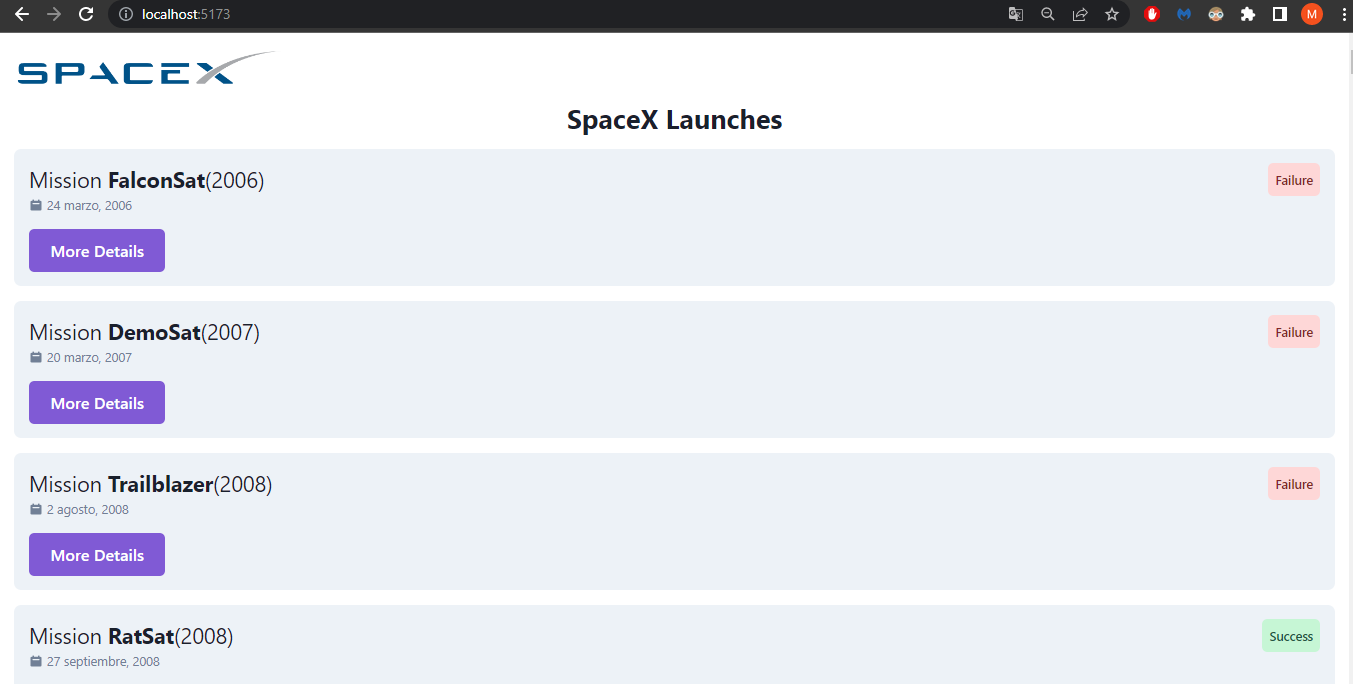 localhost:5173
M
SPACEX
SpaceX Launches
Mission FalconSat(2006)
Failure
24 marzo, 2006
More Details
Mission DemoSat(2007)
Failure
20 marzo, 2007
More Details
Mission Trailblazer(2008)
Failure
2 agosto, 2008
More Details
Mission RatSat(2008)
Success
27 septiembre, 2008